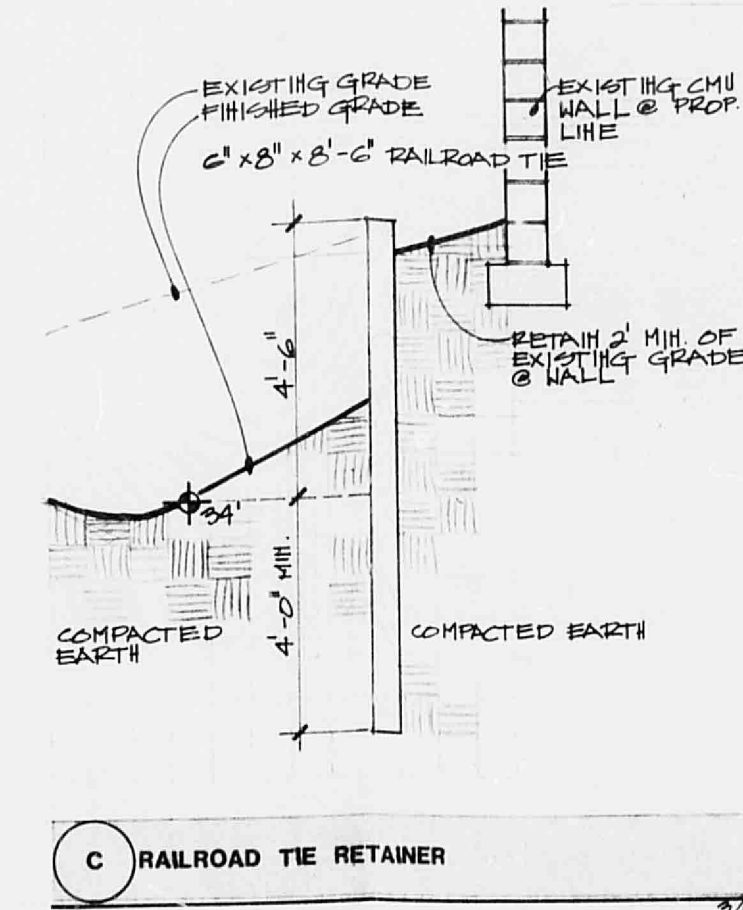 EXISTING GRADE
FINISHED GRADE
6" x 8" x 8'-6" RAILROAD TIE
EXISTING CMU
WALL @ PROP.
LINE
4'-6"
RETAIN 2' MIN. OF
EXISTING GRADE
@ WALL
34'
4'-0" MIN.
COMPACTED
EARTH
COMPACTED EARTH
C RAILROAD TIE RETAINER